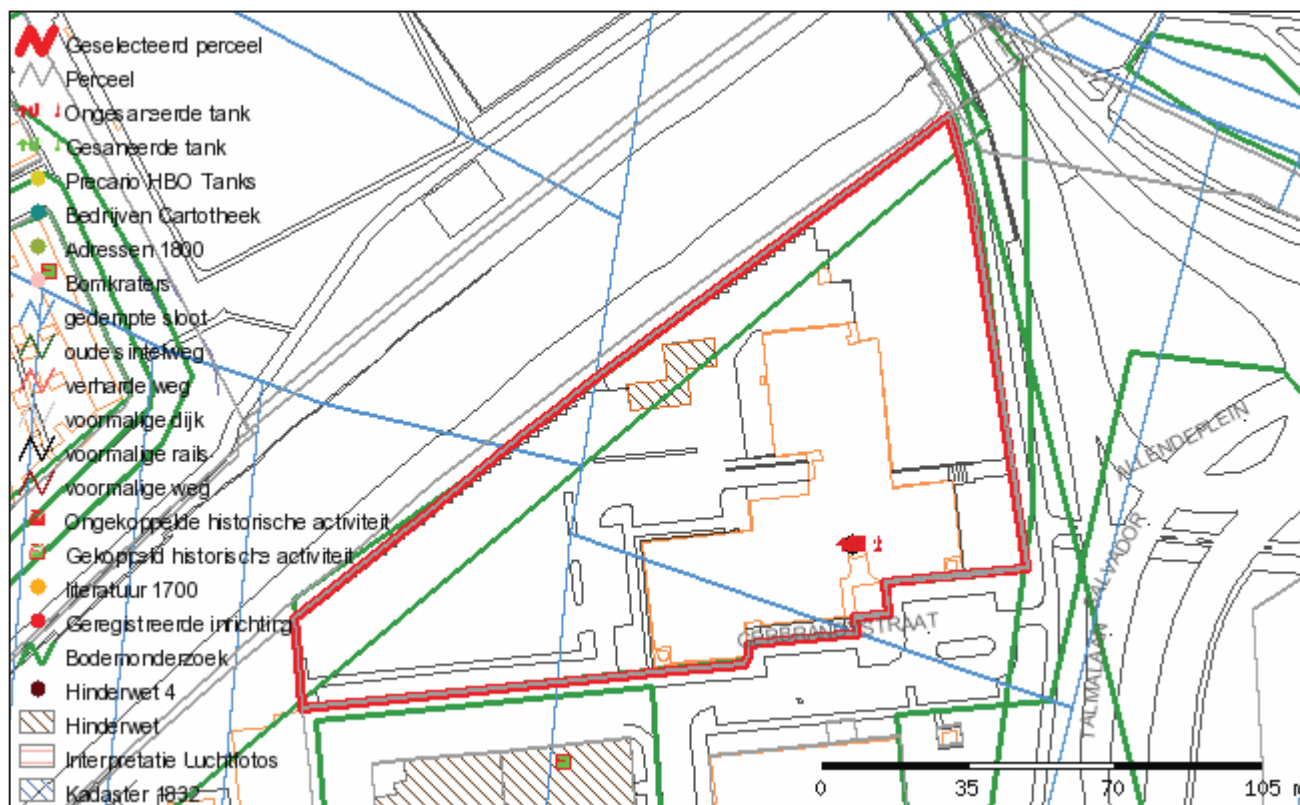 Geselecteerd perceel
Perceel
Ongesaneerde tank
Gesaneerde tank
Precario HBO Tanks
Bedrijven Cartotheek
Adressen 1800
Bomkraters
gedempte sloot
oude sintelweg
verharde weg
voormalige dijk
voormalige rails
voormalige weg
Ongekoppelde historische activiteit
Gekoppeld historische activiteit
literatuur 1700
Geregistreerde inrichting
Bodemonderzoek
Hinderwet 4
Hinderwet
Interpretatie Luchtfotos
Kadaster 1832
2
GERBRANDYSTRAAT
ALLENDEPLEIN
SALVADOR
TALMALAAN
0 35 70 105 m